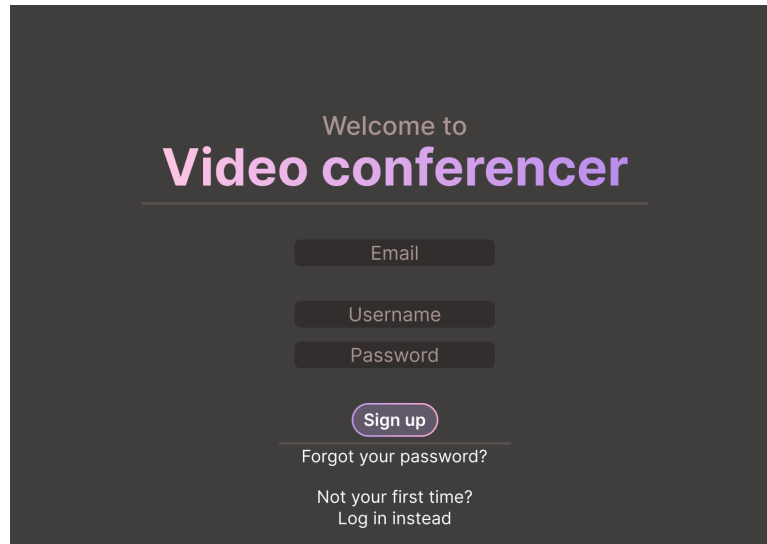 Welcome to
Video conferencer
Email
Username
Password
Sign up
Forgot your password?
Not your first time?
Log in instead